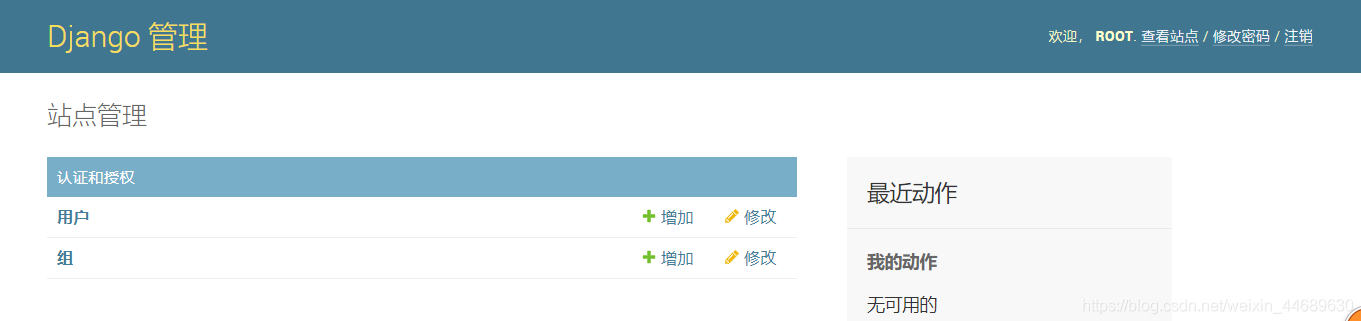 Django 管理
欢迎， ROOT. 查看站点 / 修改密码 / 注销
站点管理
认证和授权
用户 增加 修改
组 增加 修改
最近动作
我的动作
无可用的
https://blog.csdn.net/weixin_44689630